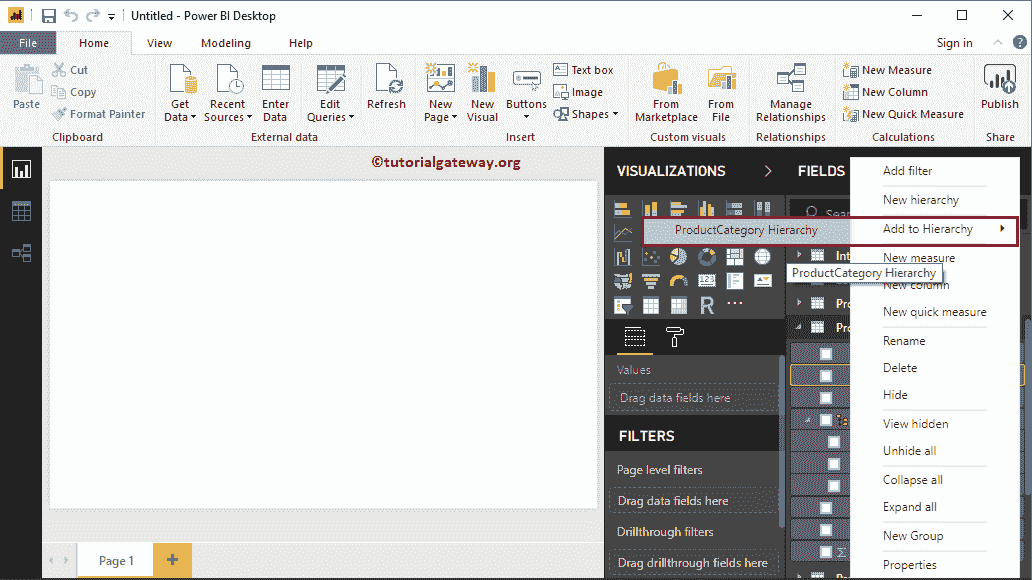 Untitled - Power BI Desktop
File Home View Modeling Help Sign in
Paste
Cut
Copy
Format Painter
Clipboard
Get Data
Recent Sources
Enter Data
External data
Edit Queries
Refresh
New Page
New Visual
Buttons
Text box
Image
Shapes
Insert
From Marketplace
From File
Custom visuals
Manage Relationships
Relationships
New Measure
New Column
New Quick Measure
Calculations
Publish
Share
©tutorialgateway.org
VISUALIZATIONS
FIELDS
ProductCategory Hierarchy
ProductCategory Hierarchy
123
R
Values
Drag data fields here
FILTERS
Page level filters
Drag data fields here
Drillthrough filters
Drag drillthrough fields here
Add filter
New hierarchy
Add to Hierarchy
New measure
New column
New quick measure
Rename
Delete
Hide
View hidden
Unhide all
Collapse all
Expand all
New Group
Properties
Page 1